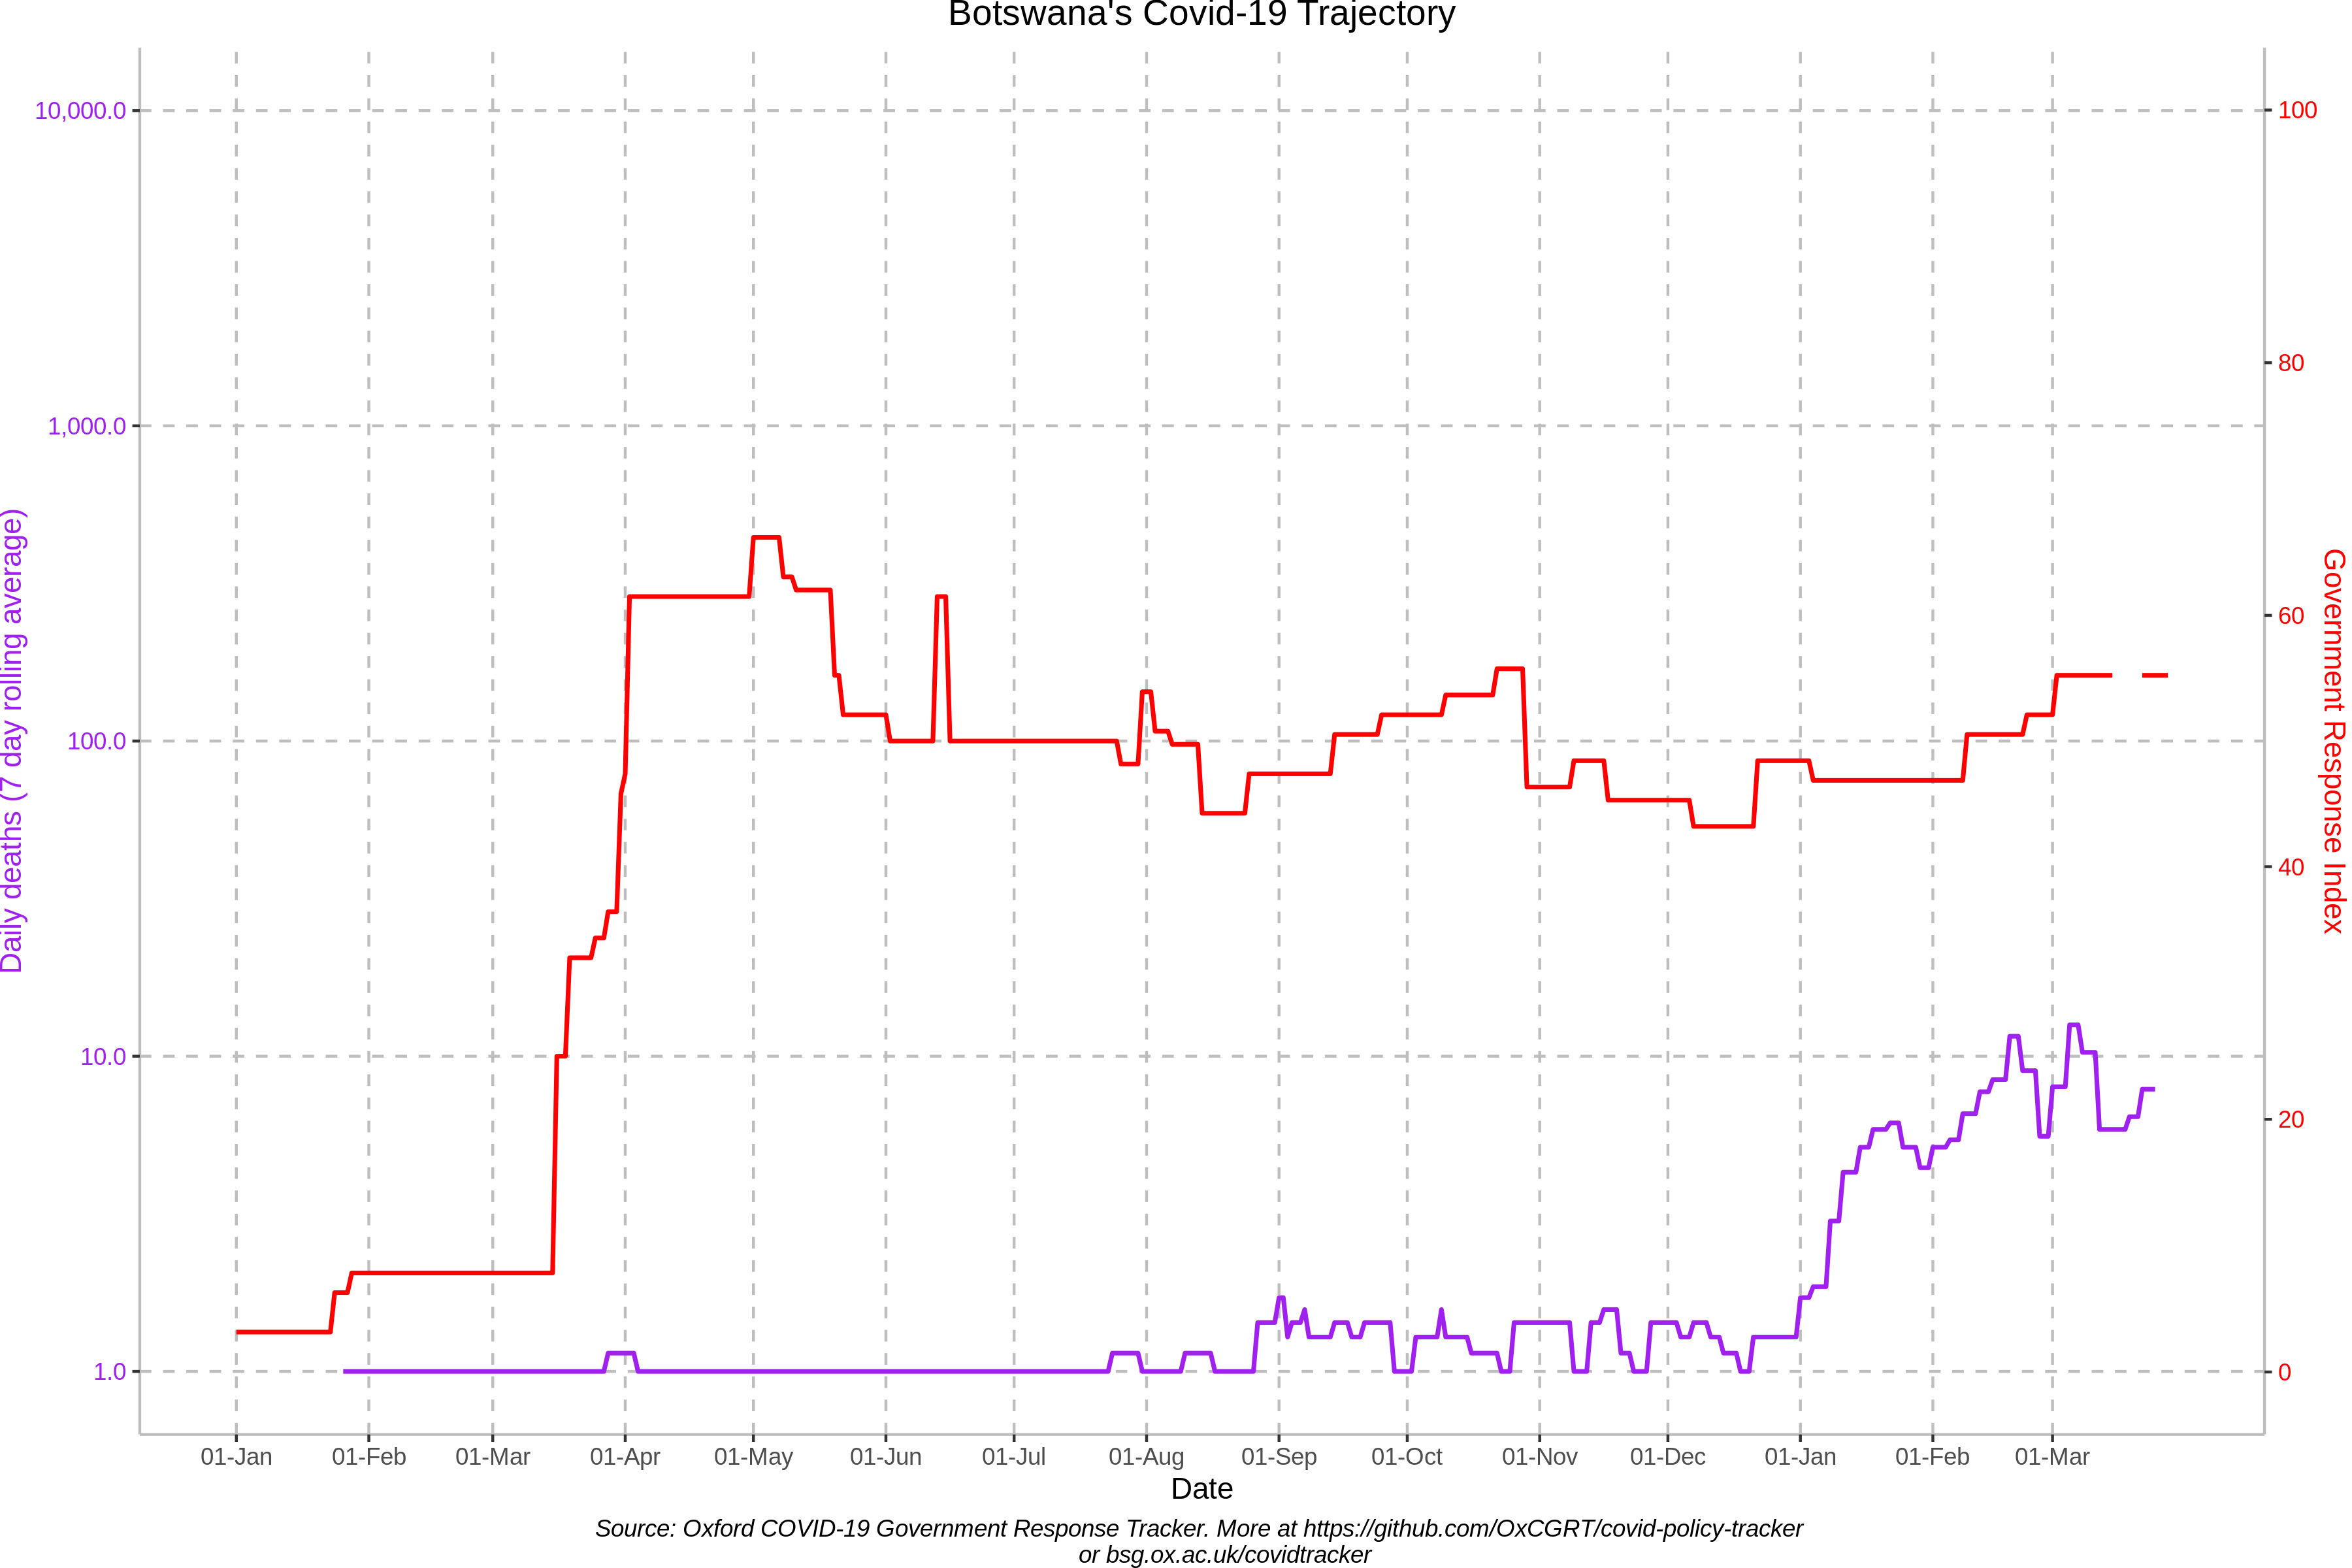 Botswana's Covid-19 Trajectory
10,000.0
1,000.0
100.0
10.0
1.0
Daily deaths (7 day rolling average)
100
80
60
40
20
0
Government Response Index
01-Jan 01-Feb 01-Mar 01-Apr 01-May 01-Jun 01-Jul 01-Aug 01-Sep 01-Oct 01-Nov 01-Dec 01-Jan 01-Feb 01-Mar
Date
Source: Oxford COVID-19 Government Response Tracker. More at https://github.com/OxCGRT/covid-policy-tracker
or bsg.ox.ac.uk/covidtracker